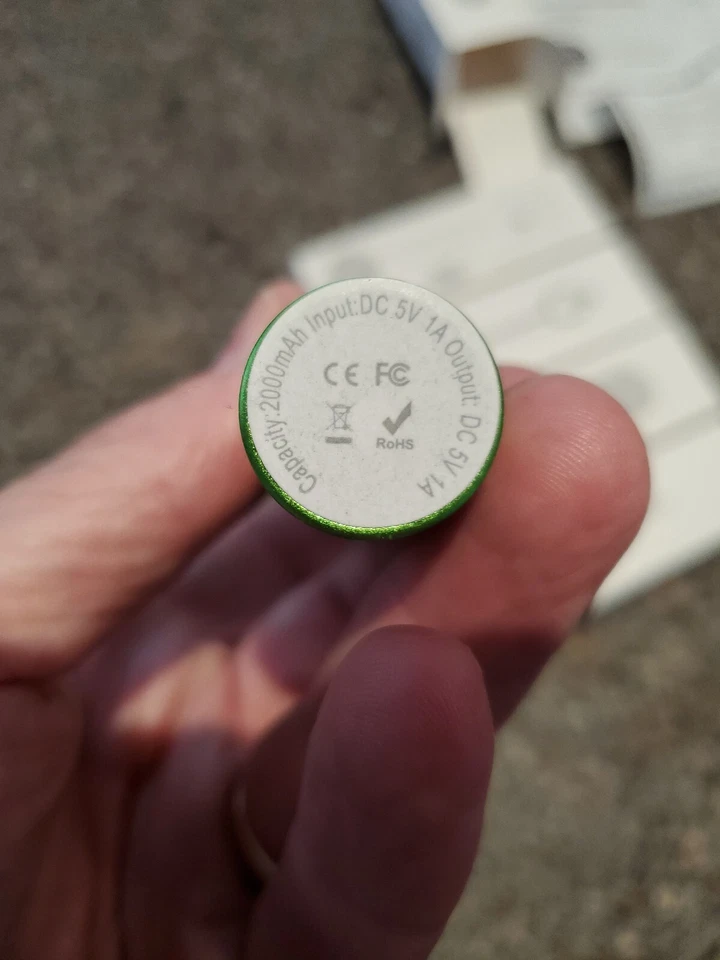 Capacity:2000mAh Input:DC 5V 1A Output: DC 5V 1A
CE FC
RoHS